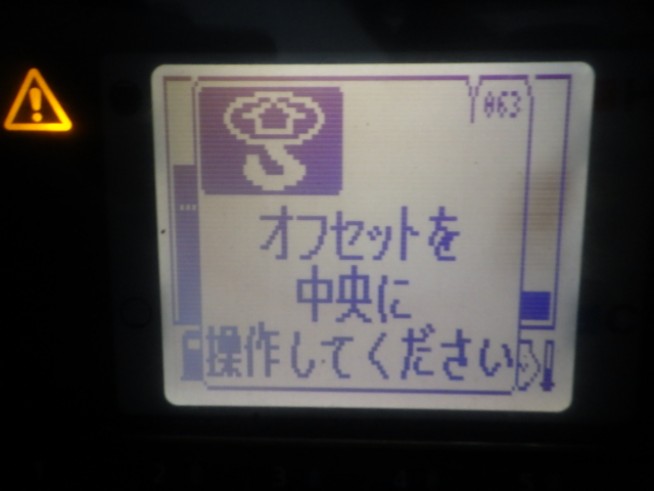 063
オフセットを
中央に
操作してください